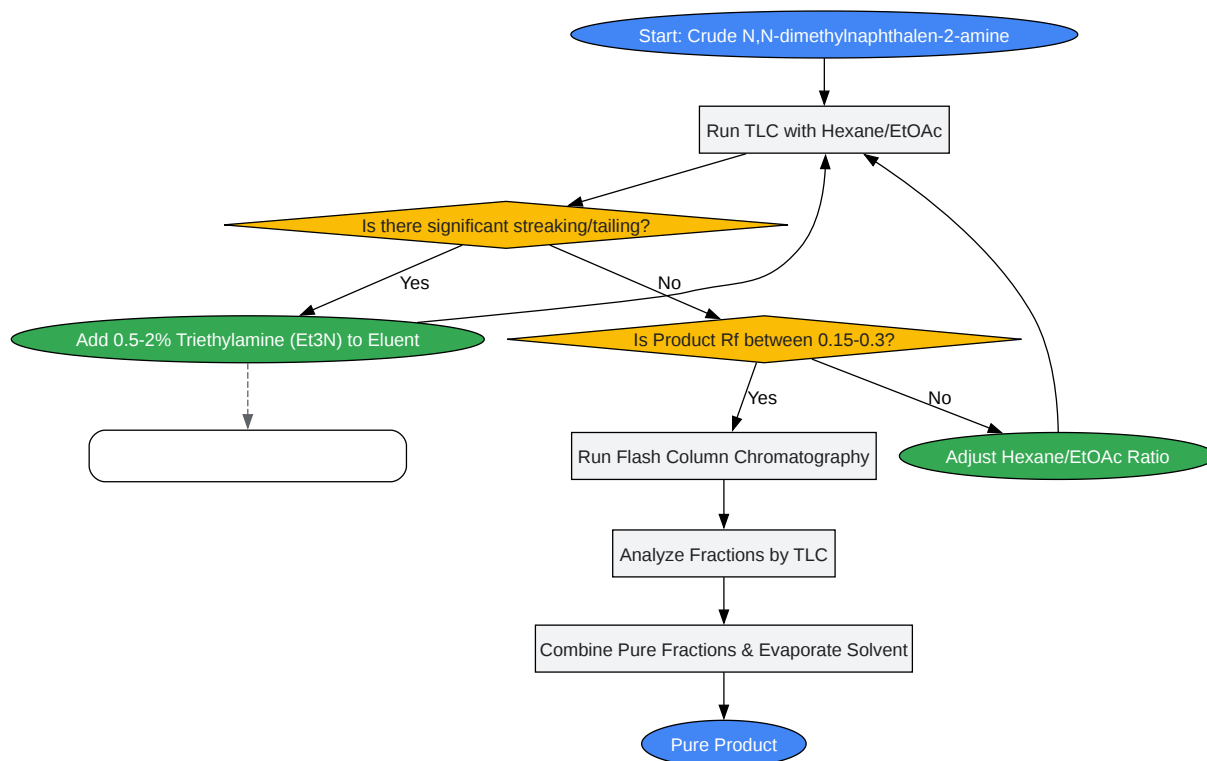 Start: Crude N,N-dimethylnaphthalen-2-amine
Run TLC with Hexane/EtOAc
Is there significant streaking/tailing?
Yes
No
Add 0.5-2% Triethylamine (Et3N) to Eluent
Is Product Rf between 0.15-0.3?
Yes
No
Run Flash Column Chromatography
Adjust Hexane/EtOAc Ratio
Analyze Fractions by TLC
Combine Pure Fractions & Evaporate Solvent
Pure Product